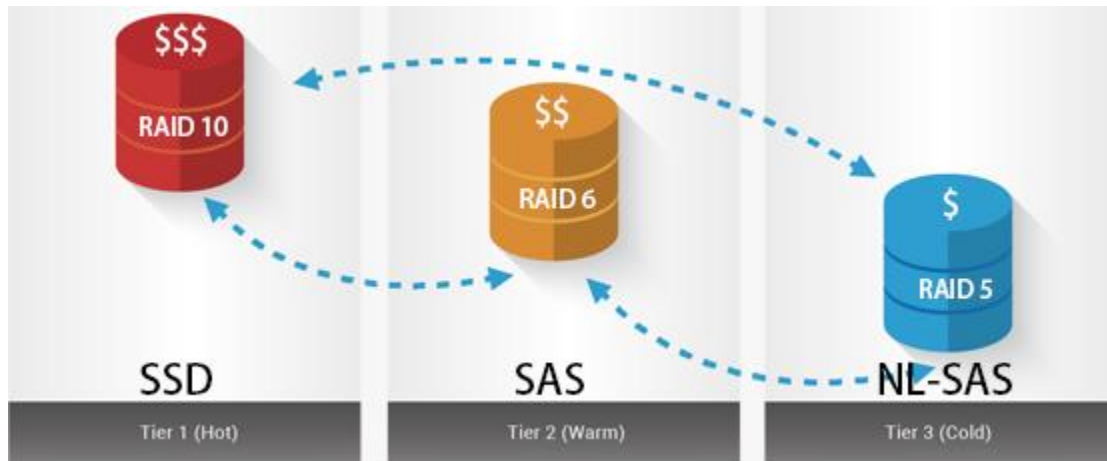 $$$
RAID 10
$$
RAID 6
$
RAID 5
SSD
SAS
NL-SAS
Tier 1 (Hot)
Tier 2 (Warm)
Tier 3 (Cold)